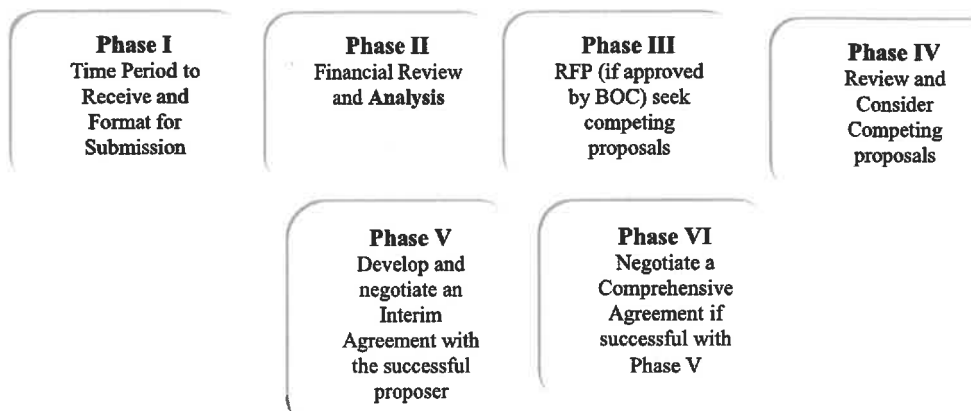 Phase I
Time Period to
Receive and
Format for
Submission
Phase II
Financial Review
and Analysis
Phase III
RFP (if approved
by BOC) seek
competing
proposals
Phase IV
Review and
Consider
Competing
proposals
Phase V
Develop and
negotiate an
Interim
Agreement with
the successful
proposer
Phase VI
Negotiate a
Comprehensive
Agreement if
successful with
Phase V